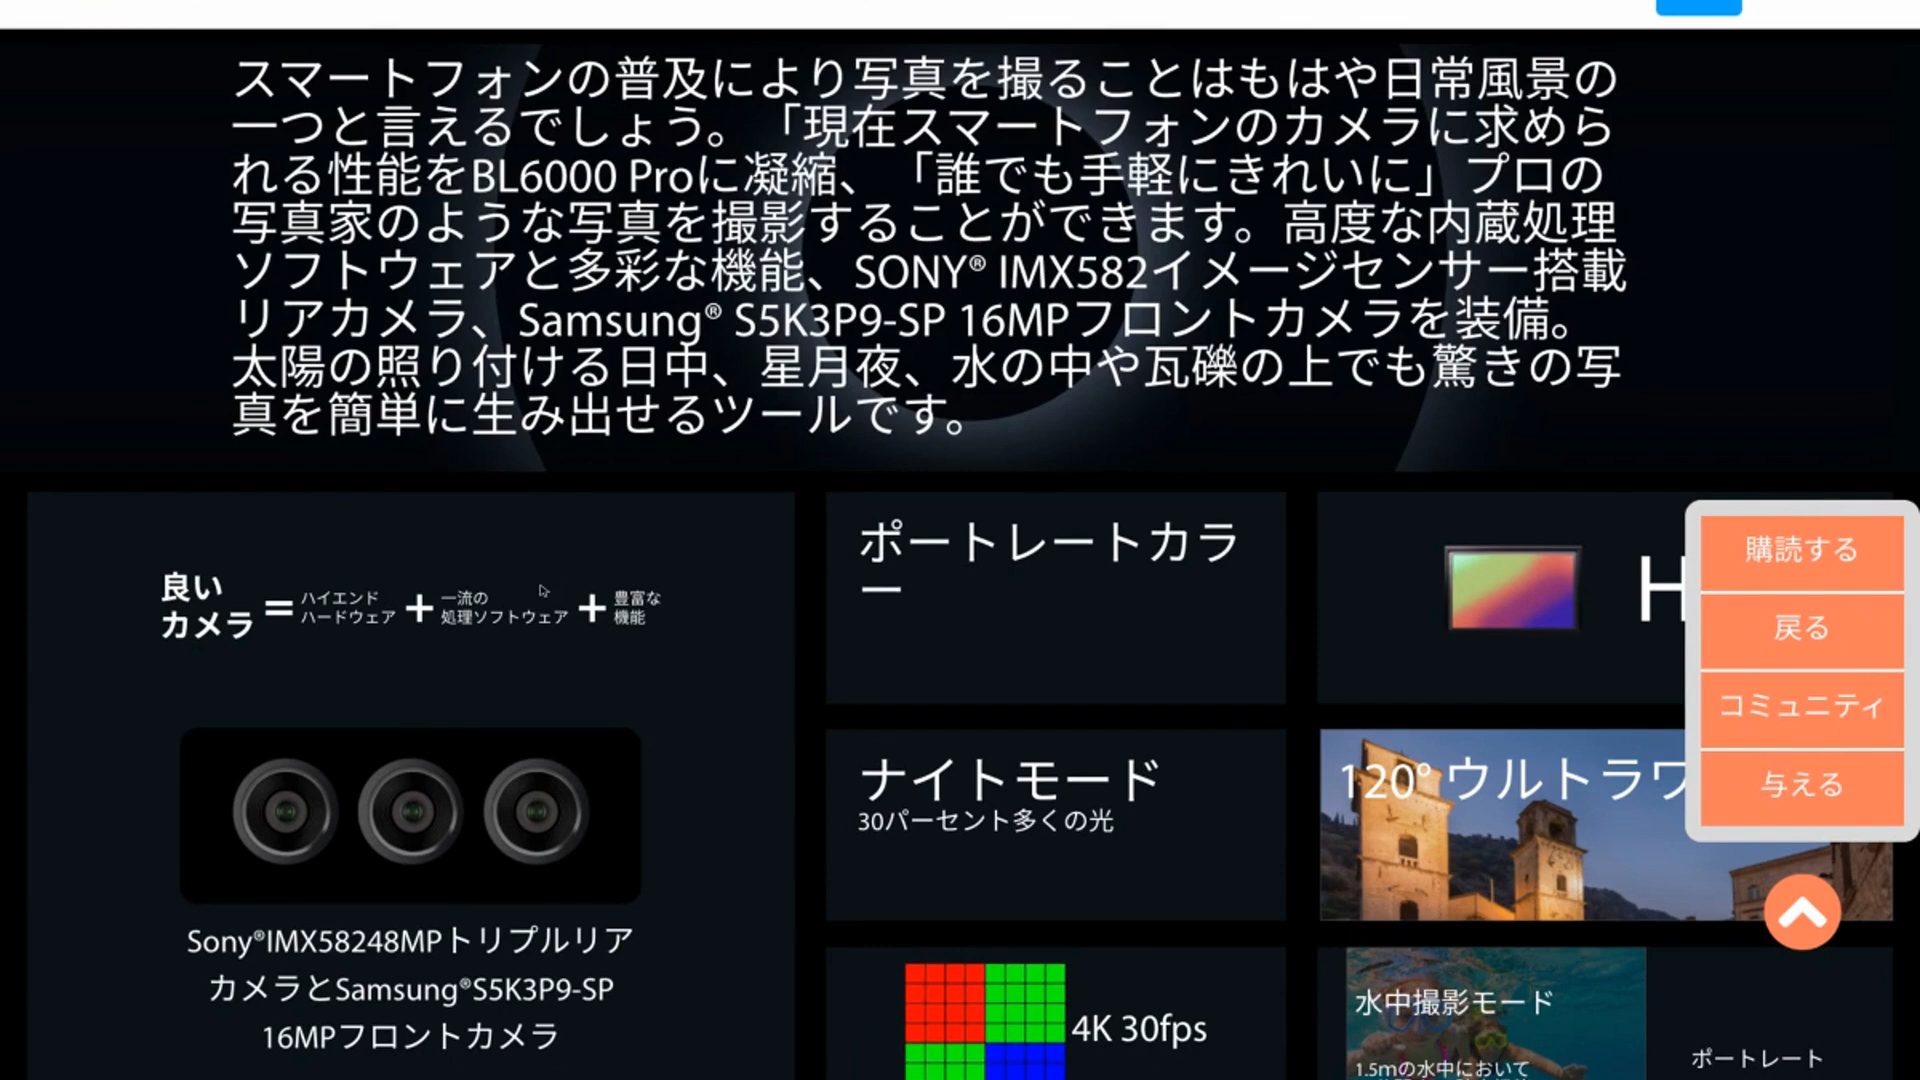 スマートフォンの普及により写真を撮ることはもはや日常風景の
一つと言えるでしょう。「現在スマートフォンのカメラに求めら
れる性能をBL6000 Proに凝縮、「誰でも手軽にきれいに」プロの
写真家のような写真を撮影することができます。高度な内蔵処理
ソフトウェアと多彩な機能、SONY® IMX582イメージセンサー搭載
リアカメラ、Samsung® S5K3P9-SP 16MPフロントカメラを装備。
太陽の照り付ける日中、星月夜、水の中や瓦礫の上でも驚きの写
真を簡単に生み出せるツールです。
良い
カメラ
=
ハイエンド
ハードウェア
+
一流の
処理ソフトウェア
+
豊富な
機能
Sony®IMX58248MPトリプルリア
カメラとSamsung®S5K3P9-SP
16MPフロントカメラ
ポートレートカラ
ー
H
ナイトモード
30パーセント多くの光
120° ウルトラワ
4K 30fps
水中撮影モード
1.5mの水中において
ポートレート
購読する
戻る
コミュニティ
与える